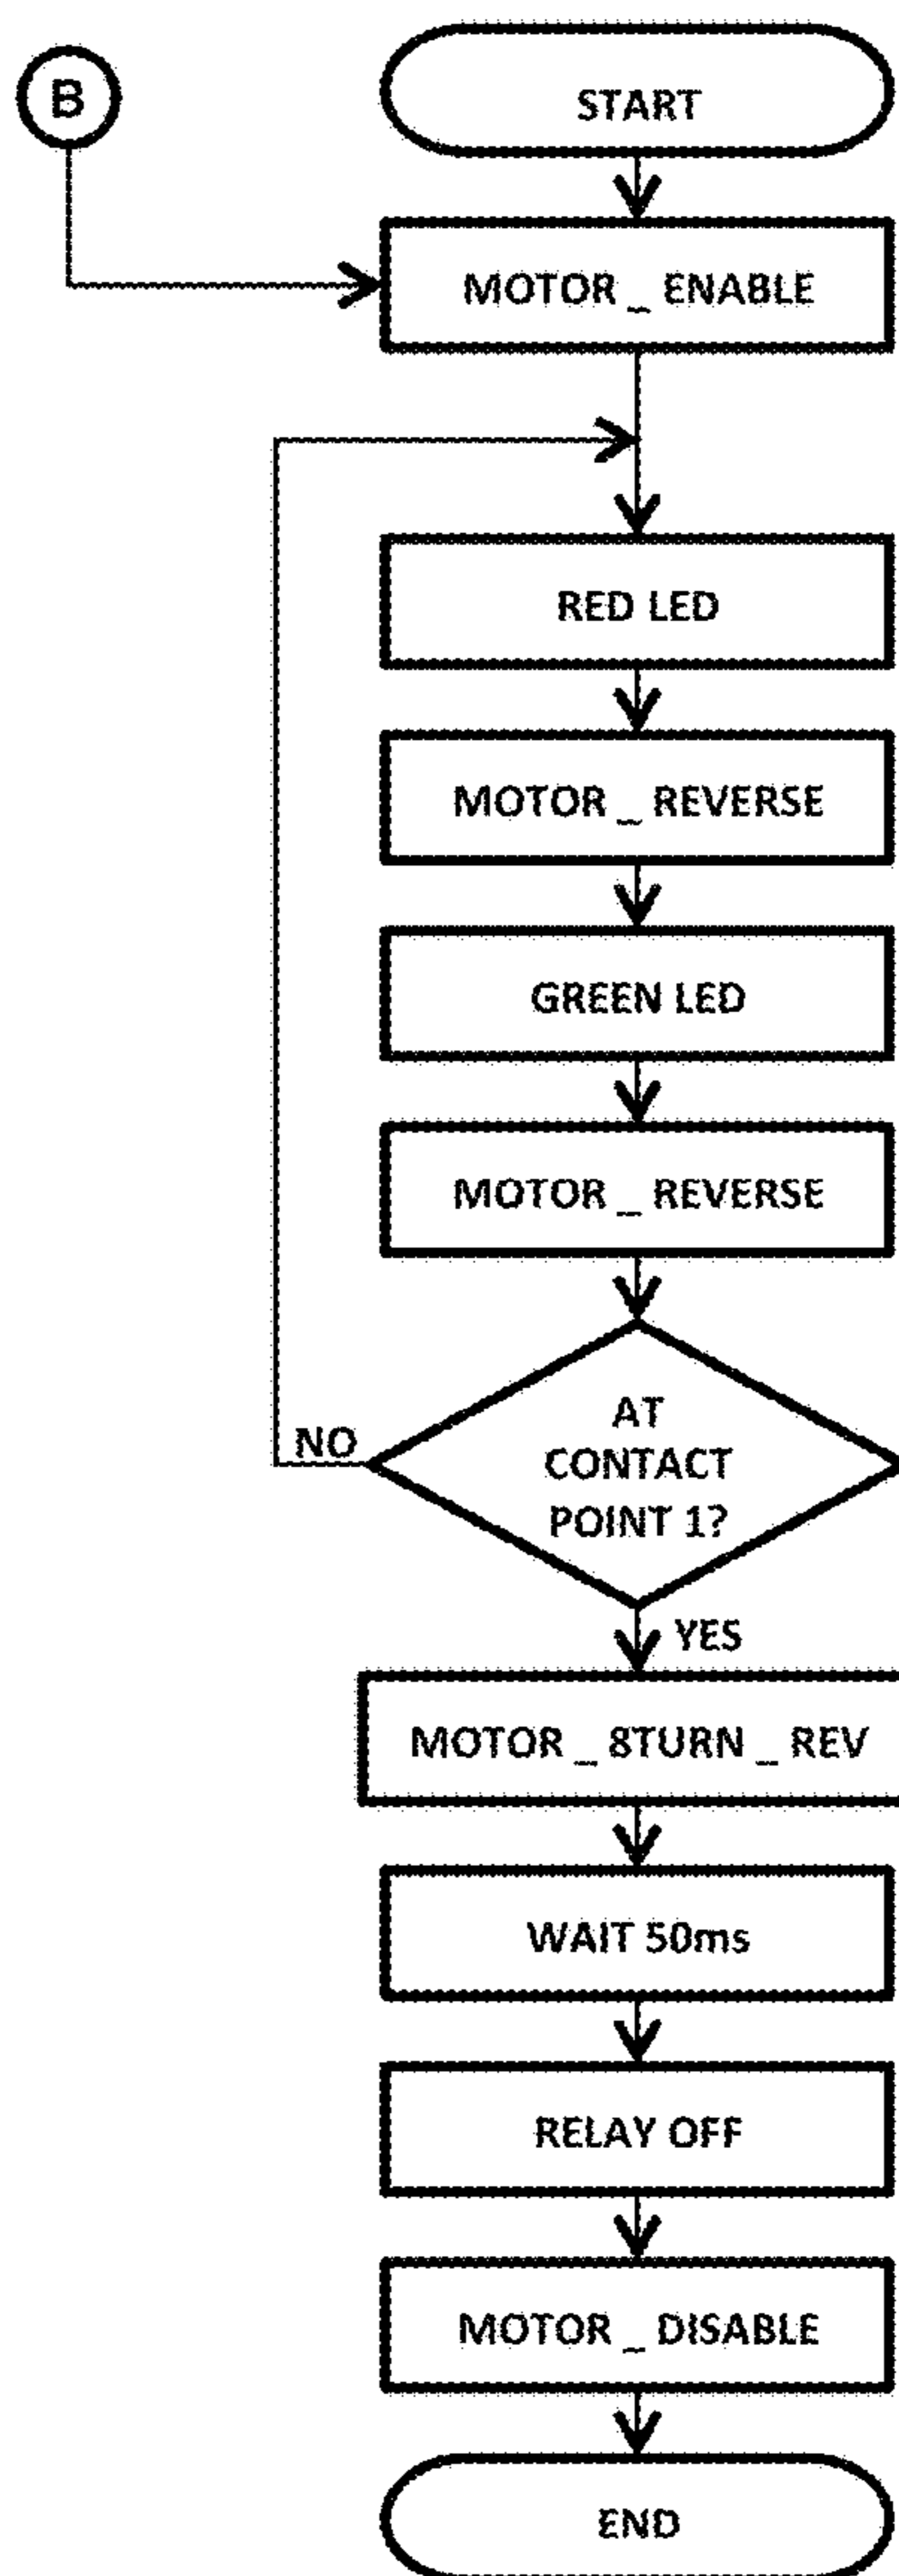 B
START
MOTOR _ ENABLE
RED LED
MOTOR _ REVERSE
GREEN LED
MOTOR _ REVERSE
AT
CONTACT
POINT 1?
NO
YES
MOTOR _ 8TURN _ REV
WAIT 50ms
RELAY OFF
MOTOR _ DISABLE
END